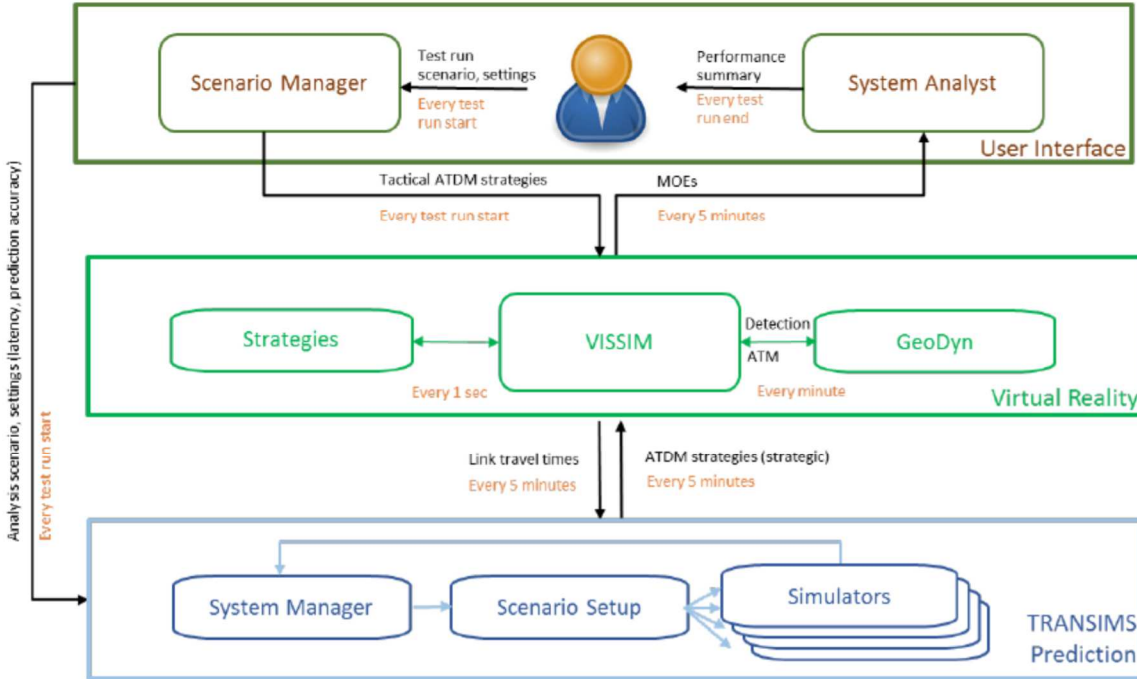 Scenario Manager
Test run
scenario, settings
Every test
run start
Performance
summary
Every test
run end
System Analyst
User Interface
Tactical ATDM strategies
Every test run start
MOEs
Every 5 minutes
Analysis scenario, settings (latency, prediction accuracy)
Every test run start
Strategies
VISSIM
Detection
ATM
GeoDyn
Every 1 sec
Every minute
Virtual Reality
Link travel times
Every 5 minutes
ATDM strategies (strategic)
Every 5 minutes
System Manager
Scenario Setup
Simulators
TRANSIMS
Prediction